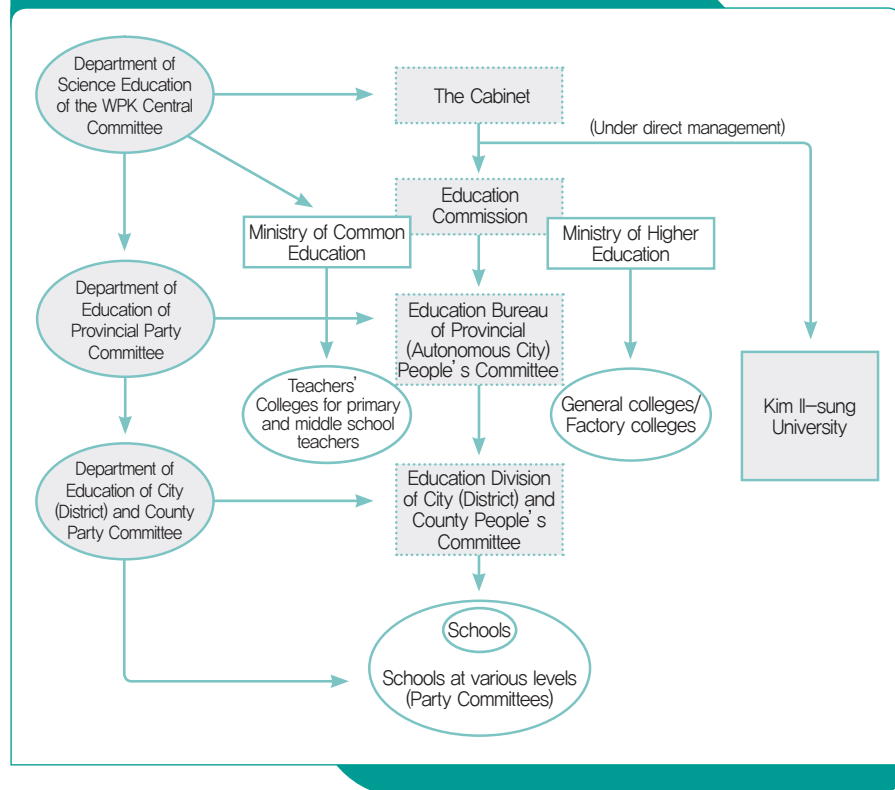 Department of
Science Education
of the WPK Central
Committee
The Cabinet
(Under direct management)
Education
Commission
Ministry of Common
Education
Ministry of Higher
Education
Department of
Education of
Provincial Party
Committee
Education Bureau
of Provincial
(Autonomous City)
People's Committee
Teachers'
Colleges for primary
and middle school
teachers
General colleges/
Factory colleges
Kim Il-sung
University
Department of
Education of City
(District) and County
Party Committee
Education Division
of City (District) and
County People's
Committee
Schools
Schools at various levels
(Party Committees)